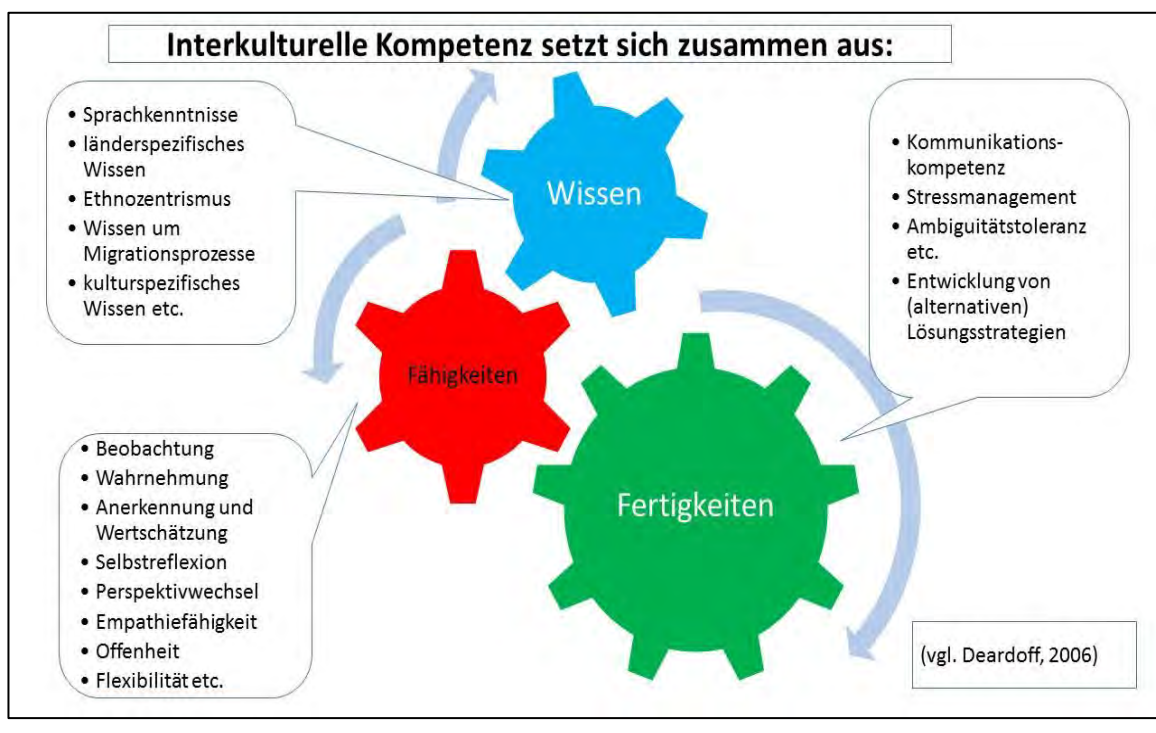 Interkulturelle Kompetenz setzt sich zusammen aus:
• Sprachkenntnisse
• länderspezifisches
Wissen
• Ethnozentrismus
• Wissen um
Migrationsprozesse
• kulturspezifisches
Wissen etc.
Wissen
• Kommunikations-
kompetenz
• Stressmanagement
• Ambiguitätstoleranz
etc.
• Entwicklung von
(alternativen)
Lösungsstrategien
Fähigkeiten
• Beobachtung
• Wahrnehmung
• Anerkennung und
Wertschätzung
• Selbstreflexion
• Perspektivwechsel
• Empathiefähigkeit
• Offenheit
• Flexibilität etc.
Fertigkeiten
(vgl. Deardoff, 2006)